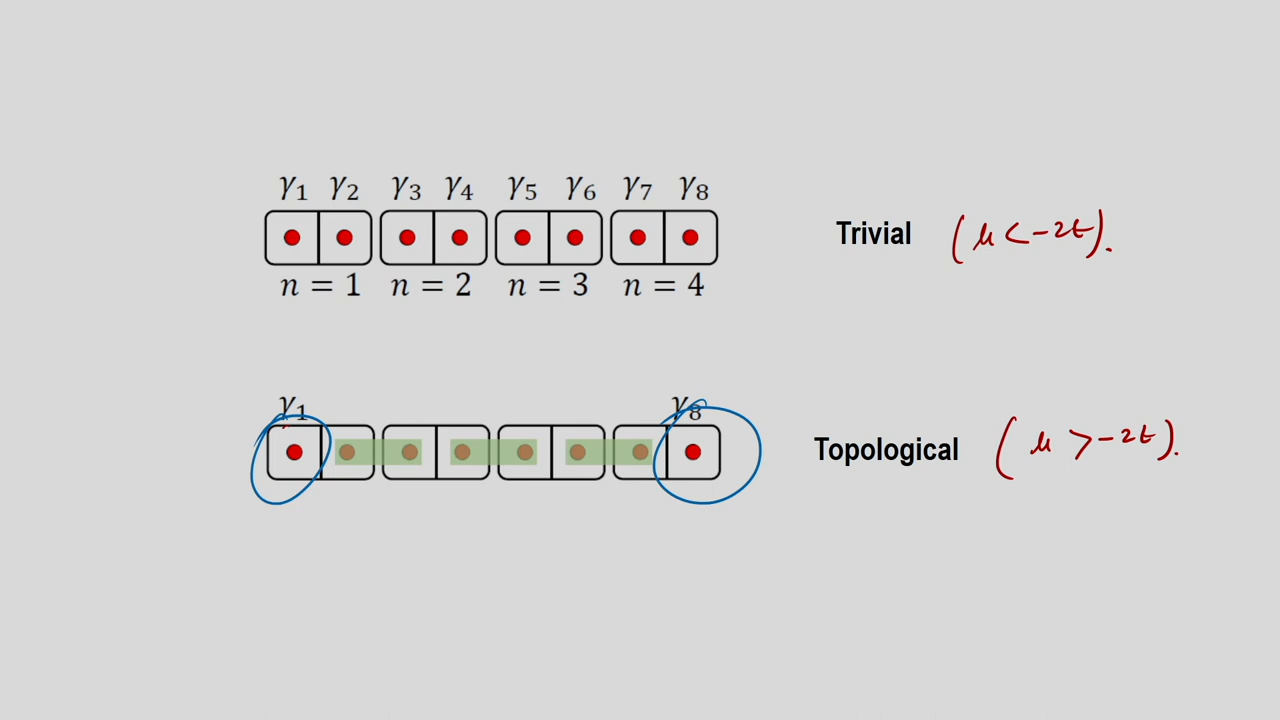 γ₁ γ₂ γ₃ γ₄ γ₅ γ₆ γ₇ γ₈
Trivial (μ < -2t).
n = 1 n = 2 n = 3 n = 4
γ₁ γ₈
Topological (μ > -2t).